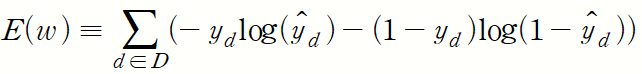 E(w) ≡ ∑_{d∈D} (− y_d log(ŷ_d) − (1 − y_d) log(1 − ŷ_d))